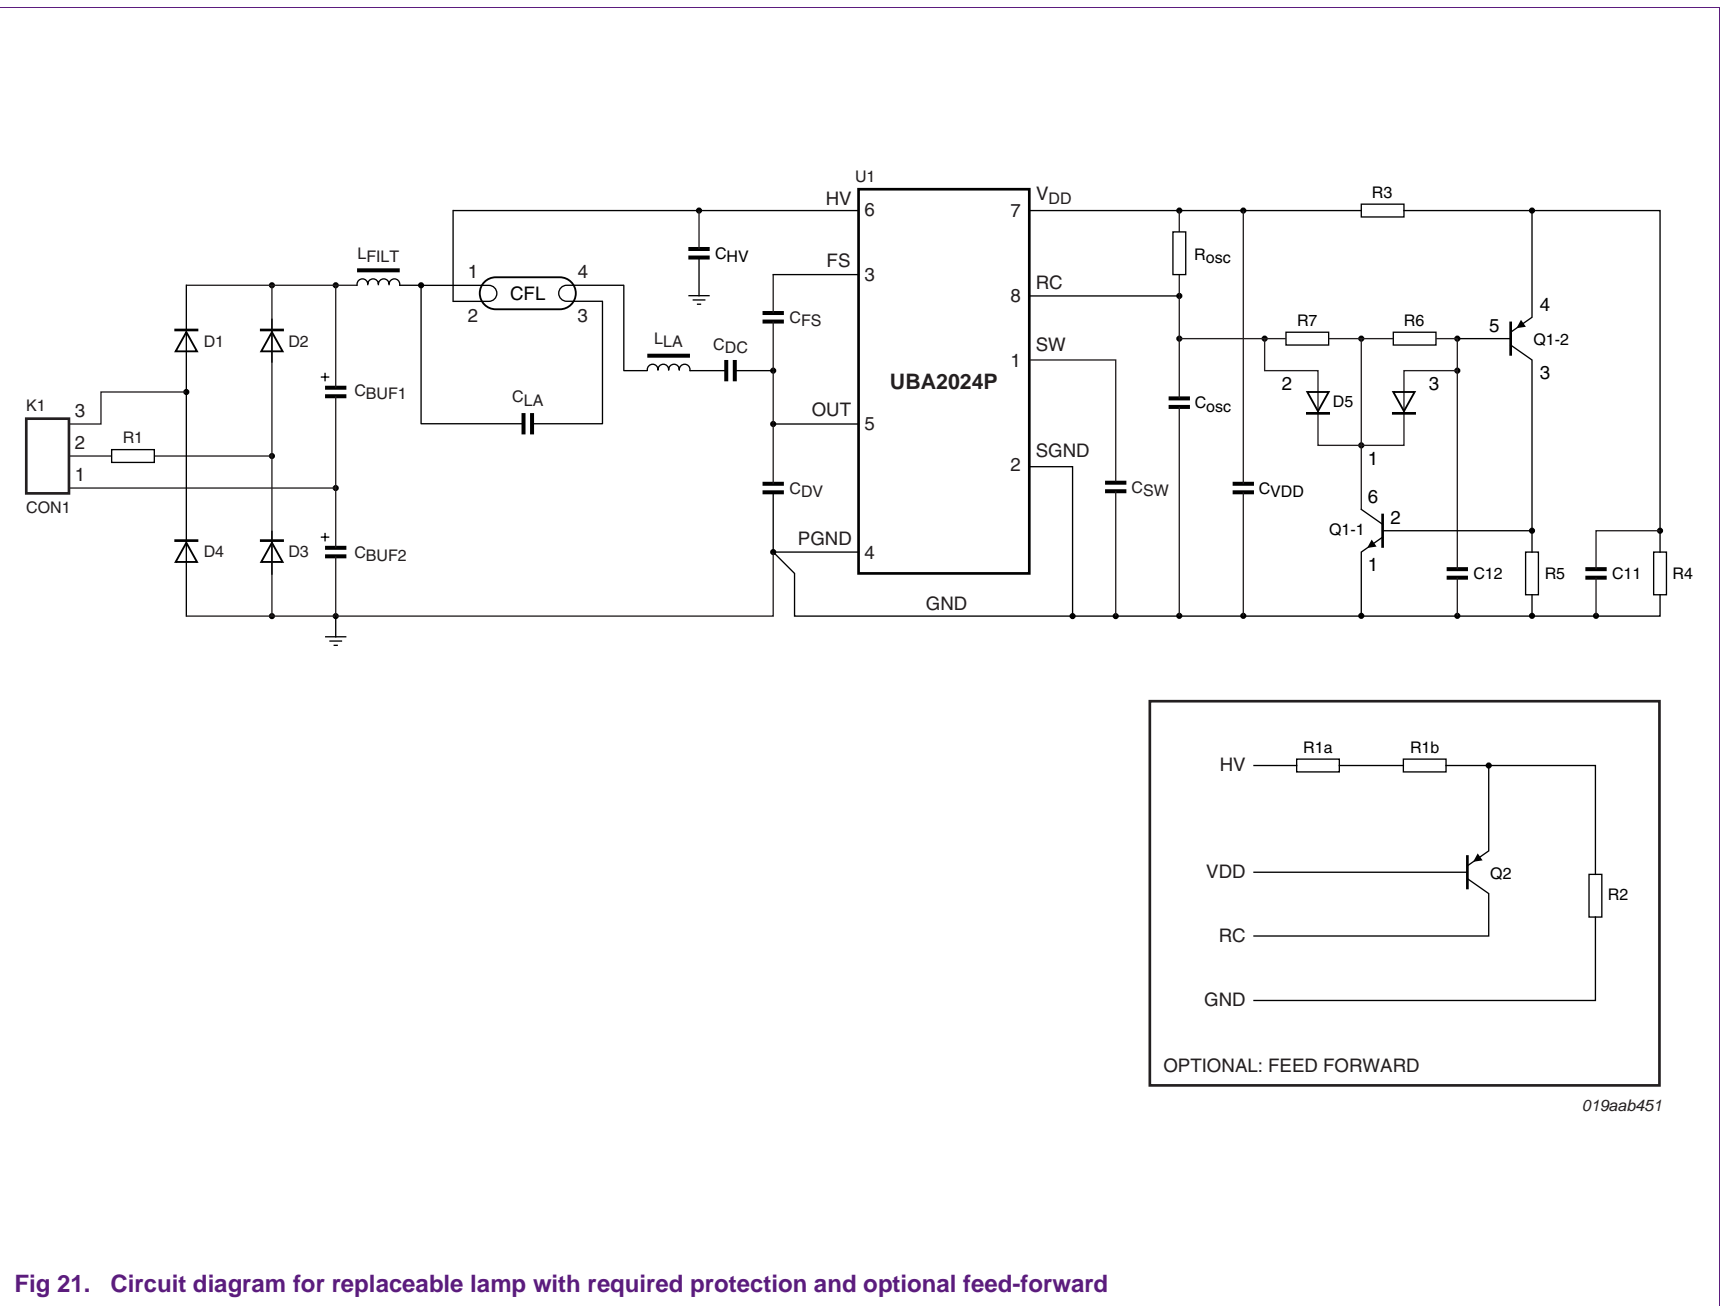 U1
HV
6
7
VDD
R3
CHV
Rosc
LFILT
FS
3
RC
8
1
4
CFL
2
3
CFS
R7
R6
4
5
Q1-2
D1
D2
LLA
CDC
SW
1
UBA2024P
2
D5
3
3
+
CBUF1
CLA
Cosc
K1
3
OUT
5
2
R1
SGND
2
1
1
CON1
CDV
CSW
CVDD
6
Q1-1
2
D4
D3
+
CBUF2
PGND
4
1
C12
R5
C11
R4
GND
R1a
R1b
HV
VDD
Q2
R2
RC
GND
OPTIONAL: FEED FORWARD
019aab451
Fig 21. Circuit diagram for replaceable lamp with required protection and optional feed-forward